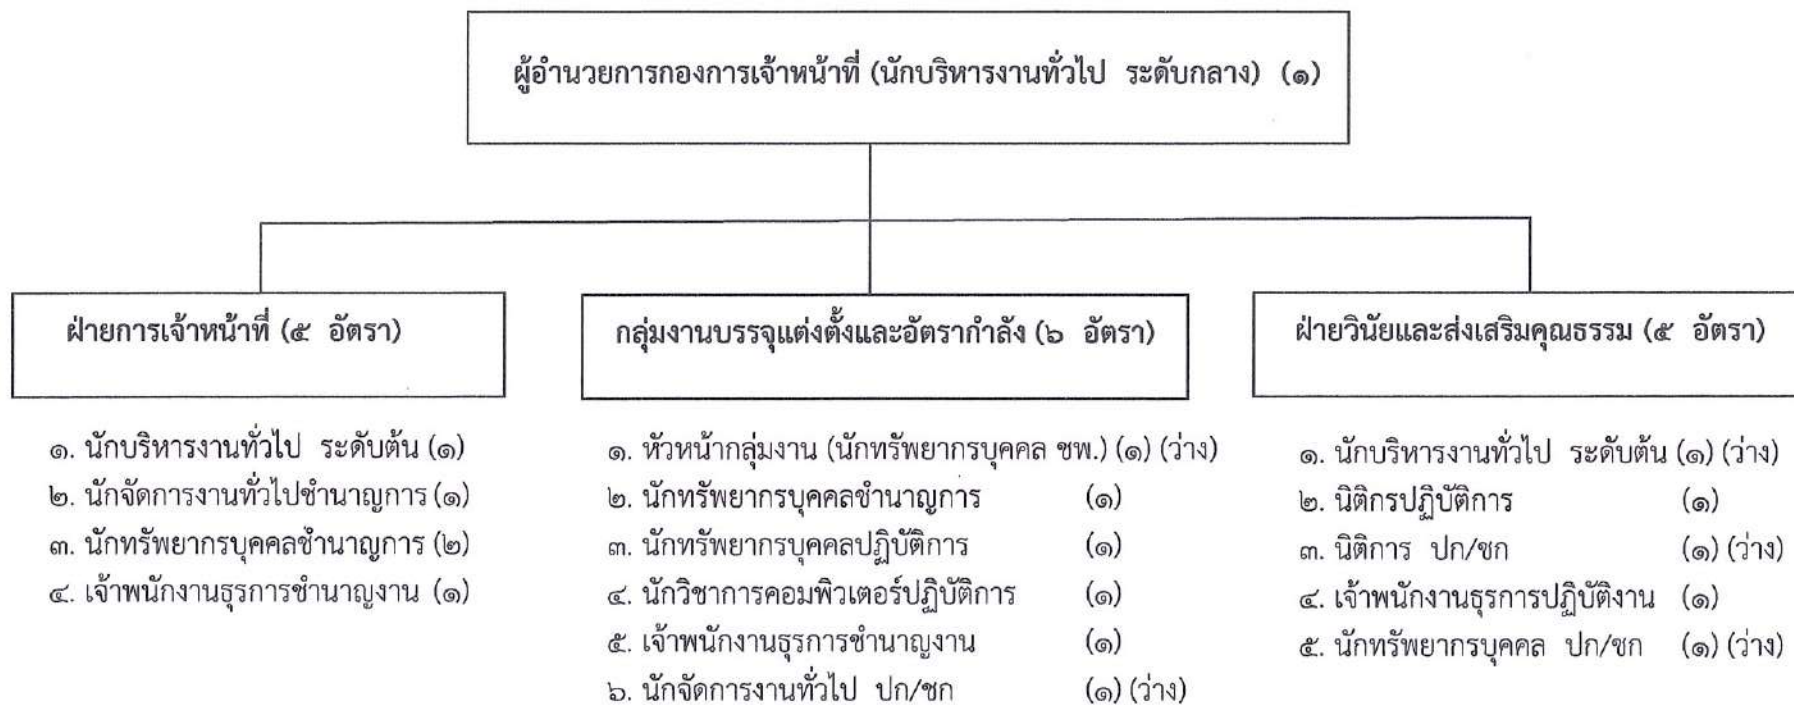 ผู้อำนวยการกองการเจ้าหน้าที่ (นักบริหารงานทั่วไป ระดับกลาง) (๑)
ฝ่ายการเจ้าหน้าที่ (๕ อัตรา)
๑. นักบริหารงานทั่วไป ระดับต้น (๑)
๒. นักจัดการงานทั่วไปชำนาญการ (๑)
๓. นักทรัพยากรบุคคลชำนาญการ (๒)
๔. เจ้าพนักงานธุรการชำนาญงาน (๑)
กลุ่มงานบรรจุแต่งตั้งและอัตรากำลัง (๖ อัตรา)
๑. หัวหน้ากลุ่มงาน (นักทรัพยากรบุคคล ชพ.) (๑) (ว่าง)
๒. นักทรัพยากรบุคคลชำนาญการ (๑)
๓. นักทรัพยากรบุคคลปฏิบัติการ (๑)
๔. นักวิชาการคอมพิวเตอร์ปฏิบัติการ (๑)
๕. เจ้าพนักงานธุรการชำนาญงาน (๑)
๖. นักจัดการงานทั่วไป ปก/ชก (๑) (ว่าง)
ฝ่ายวินัยและส่งเสริมคุณธรรม (๕ อัตรา)
๑. นักบริหารงานทั่วไป ระดับต้น (๑) (ว่าง)
๒. นิติกรปฏิบัติการ (๑)
๓. นิติการ ปก/ชก (๑) (ว่าง)
๔. เจ้าพนักงานธุรการปฏิบัติงาน (๑)
๕. นักทรัพยากรบุคคล ปก/ชก (๑) (ว่าง)